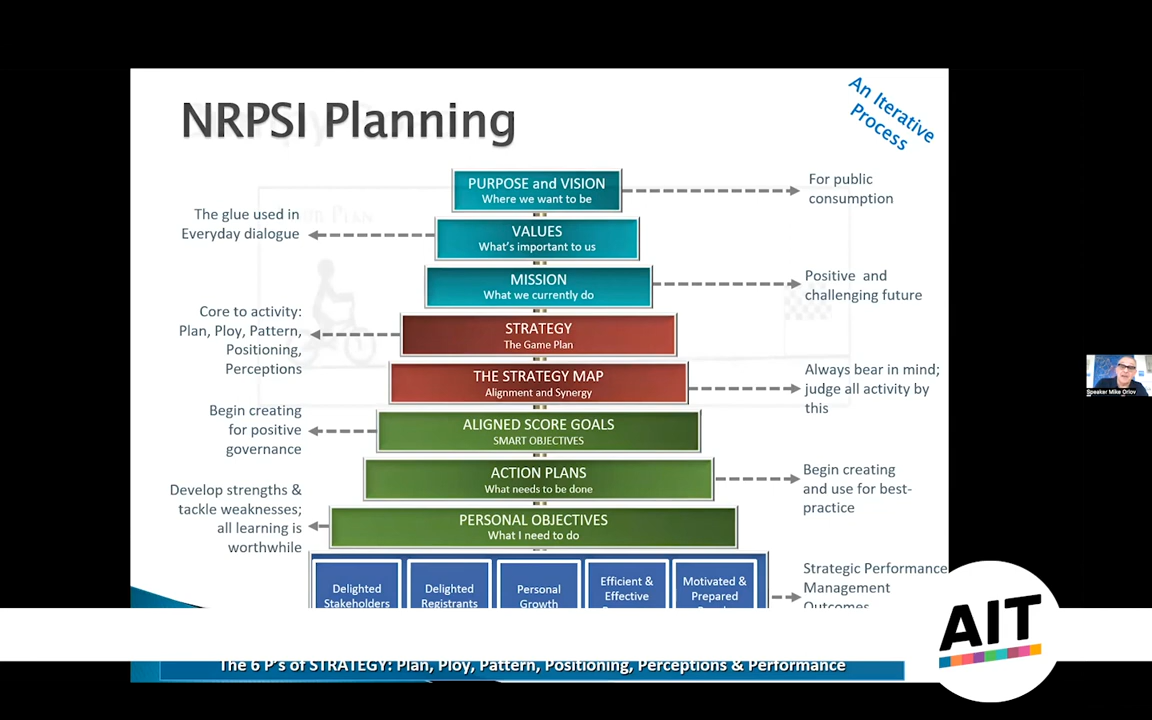 NRPSI Planning
An Iterative
Process
PURPOSE and VISION
Where we want to be
For public
consumption
The glue used in
Everyday dialogue
VALUES
What's important to us
MISSION
What we currently do
Positive and
challenging future
Core to activity:
Plan, Ploy, Pattern,
Positioning,
Perceptions
STRATEGY
The Game Plan
THE STRATEGY MAP
Alignment and Synergy
Always bear in mind;
judge all activity by
this
Begin creating
for positive
governance
ALIGNED SCORE GOALS
SMART OBJECTIVES
ACTION PLANS
What needs to be done
Begin creating
and use for best-
practice
Develop strengths &
tackle weaknesses;
all learning is
worthwhile
PERSONAL OBJECTIVES
What I need to do
Delighted
Stakeholders
Delighted
Registrants
Personal
Growth
Efficient &
Effective
Motivated &
Prepared
Strategic Performance
Management
Outcomes
The 6 P's of STRATEGY: Plan, Ploy, Pattern, Positioning, Perceptions & Performance
AIT
Speaker Mike Orlov